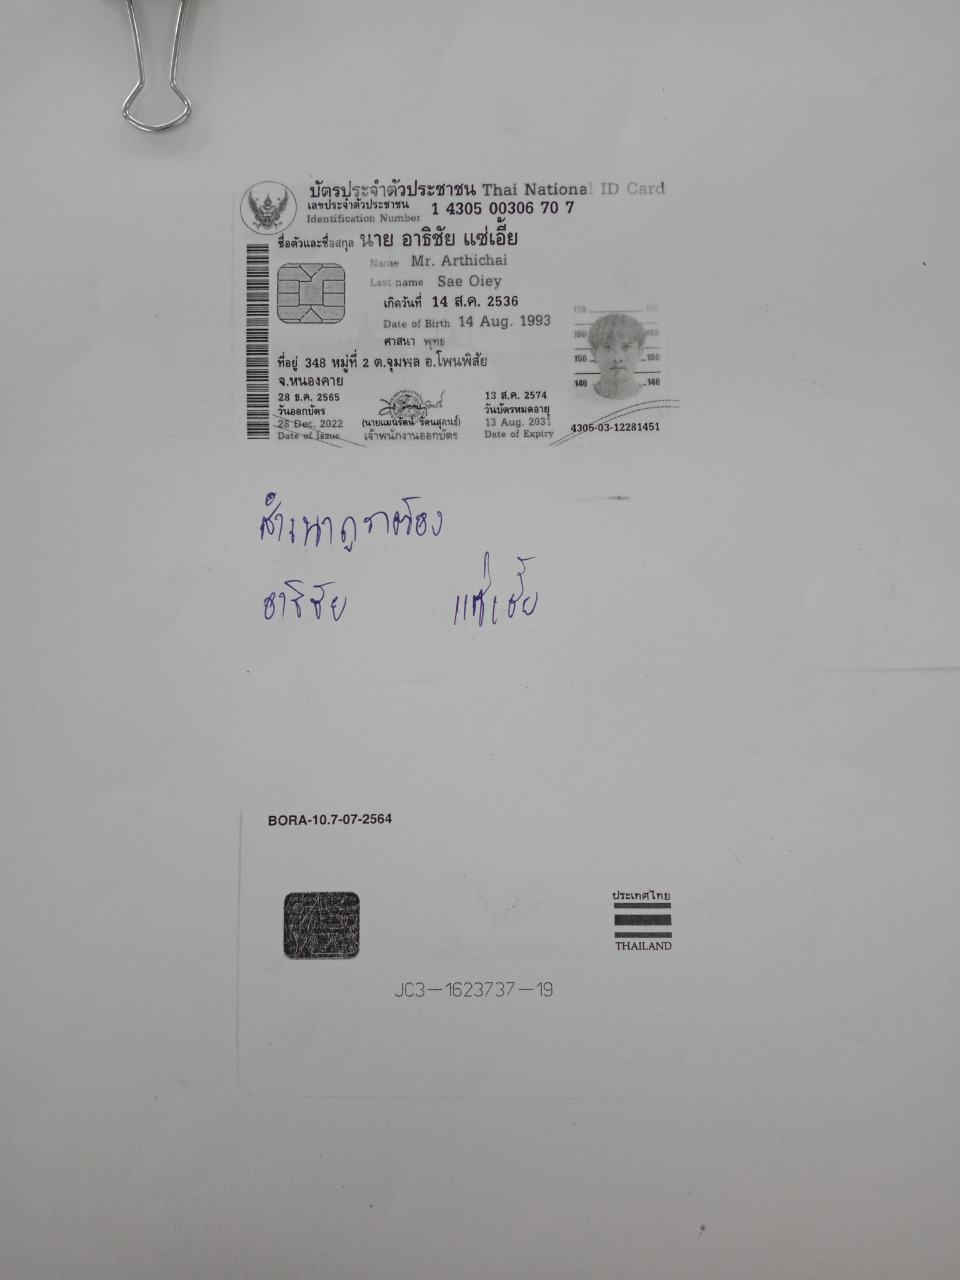 บัตรประจำตัวประชาชน Thai National ID Card
เลขประจำตัวประชาชน
Identification Number 1 4305 00306 70 7
ชื่อตัวและชื่อสกุล นาย อาธิชัย แซ่เอี้ย
Name Mr. Arthichai
Last name Sae Oiey
เกิดวันที่ 14 ส.ค. 2536
Date of Birth 14 Aug. 1993
ศาสนา พุทธ
ที่อยู่ 348 หมู่ที่ 2 ต.จุมพล อ.โพนพิสัย
จ.หนองคาย
28 ธ.ค. 2565
วันออกบัตร
28 Dec. 2022
Date of Issue
เจ้าพนักงานออกบัตร
13 ส.ค. 2574
วันบัตรหมดอายุ
13 Aug. 2031
Date of Expiry
170 170
160 160
150 150
140 140
4305-03-12281451
สำเนาถูกต้อง
อาธิชัย แซ่เอี้ย
BORA-10.7-07-2564
ประเทศไทย
THAILAND
JC3-1623737-19